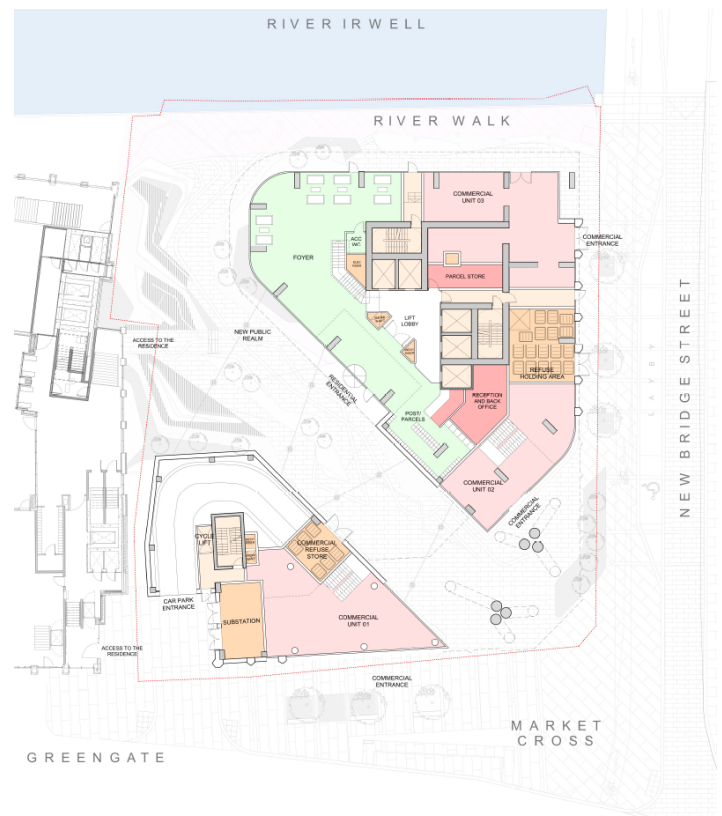 RIVER IRWELL
RIVER WALK
COMMERCIAL
UNIT 03
COMMERCIAL
ENTRANCE
ACC
WC
FOYER
PARCEL STORE
LIFT
LOBBY
NEW PUBLIC
REALM
ACCESS TO THE
RESIDENCE
RESIDENTIAL
ENTRANCE
REFUSE
HOLDING AREA
RECEPTION
AND BACK
OFFICE
POST/
PARCELS
COMMERCIAL
UNIT 02
COMMERCIAL
ENTRANCE
LAYBY
NEW BRIDGE STREET
CYCLE
LIFT
COMMERCIAL
REFUSE
STORE
CAR PARK
ENTRANCE
SUBSTATION
COMMERCIAL
UNIT 01
ACCESS TO THE
RESIDENCE
COMMERCIAL
ENTRANCE
MARKET
CROSS
GREENGATE